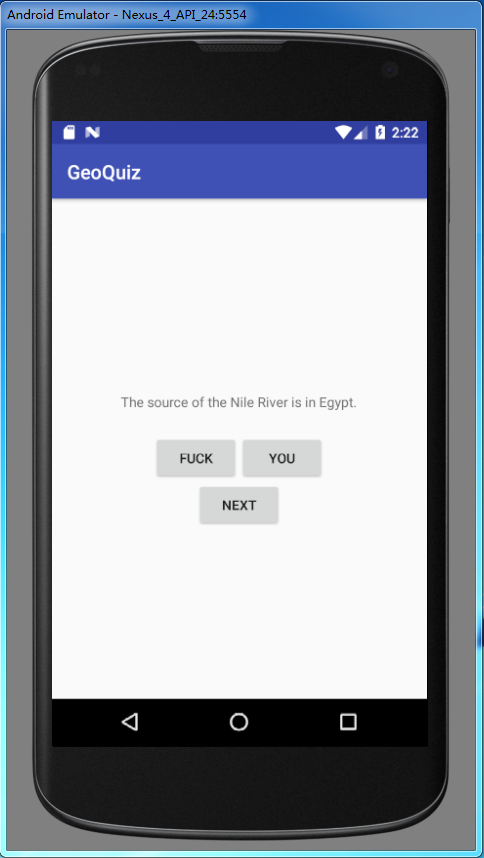 Android Emulator - Nexus_4_API_24:5554
2:22
GeoQuiz
The source of the Nile River is in Egypt.
FUCK YOU
NEXT